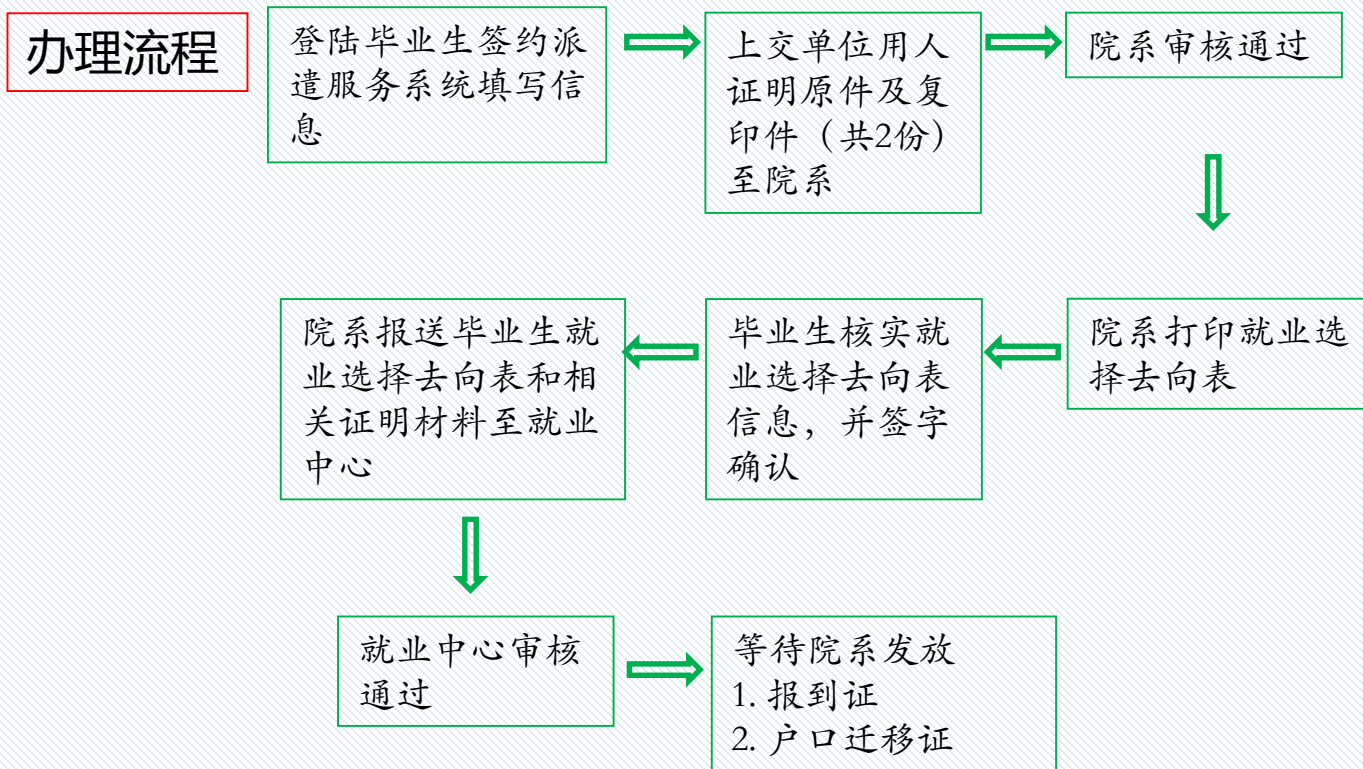 办理流程
登陆毕业生签约派
遣服务系统填写信
息
上交单位用人
证明原件及复
印件（共2份）
至院系
院系审核通过
院系打印就业选
择去向表
毕业生核实就
业选择去向表
信息，并签字
确认
院系报送毕业生就
业选择去向表和相
关证明材料至就业
中心
就业中心审核
通过
等待院系发放
1. 报到证
2. 户口迁移证